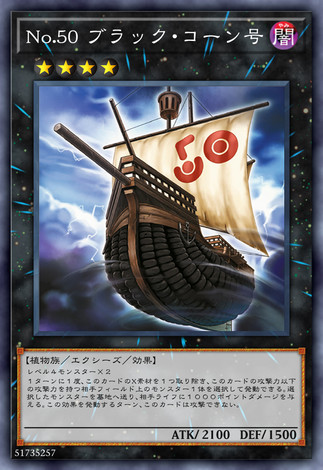 No.50 ブラック・コーン号
闇
やみ
50
【植物族／エクシーズ／効果】
レベル４モンスター×２
１ターンに１度、このカードのX素材を１つ取り除き、このカードの攻撃力以下
の攻撃力を持つ相手フィールド上のモンスター１体を選択して発動できる。選
択したモンスターを墓地へ送り、相手ライフに１０００ポイントダメージを与
える。この効果を発動するターン、このカードは攻撃できない。
ATK/ 2100 DEF/1500
51735257